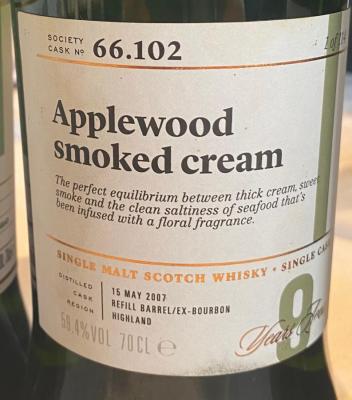 SOCIETY
CASK Nº 66.102
Applewood
smoked cream
The perfect equilibrium between thick cream, sweet
smoke and the clean saltiness of seafood that's
been infused with a floral fragrance.
SINGLE MALT SCOTCH WHISKY • SINGLE
DISTILLED 15 MAY 2007
CASK REFILL BARREL/EX-BOURBON
REGION HIGHLAND
59.4%VOL 70CL ℮
9
Years